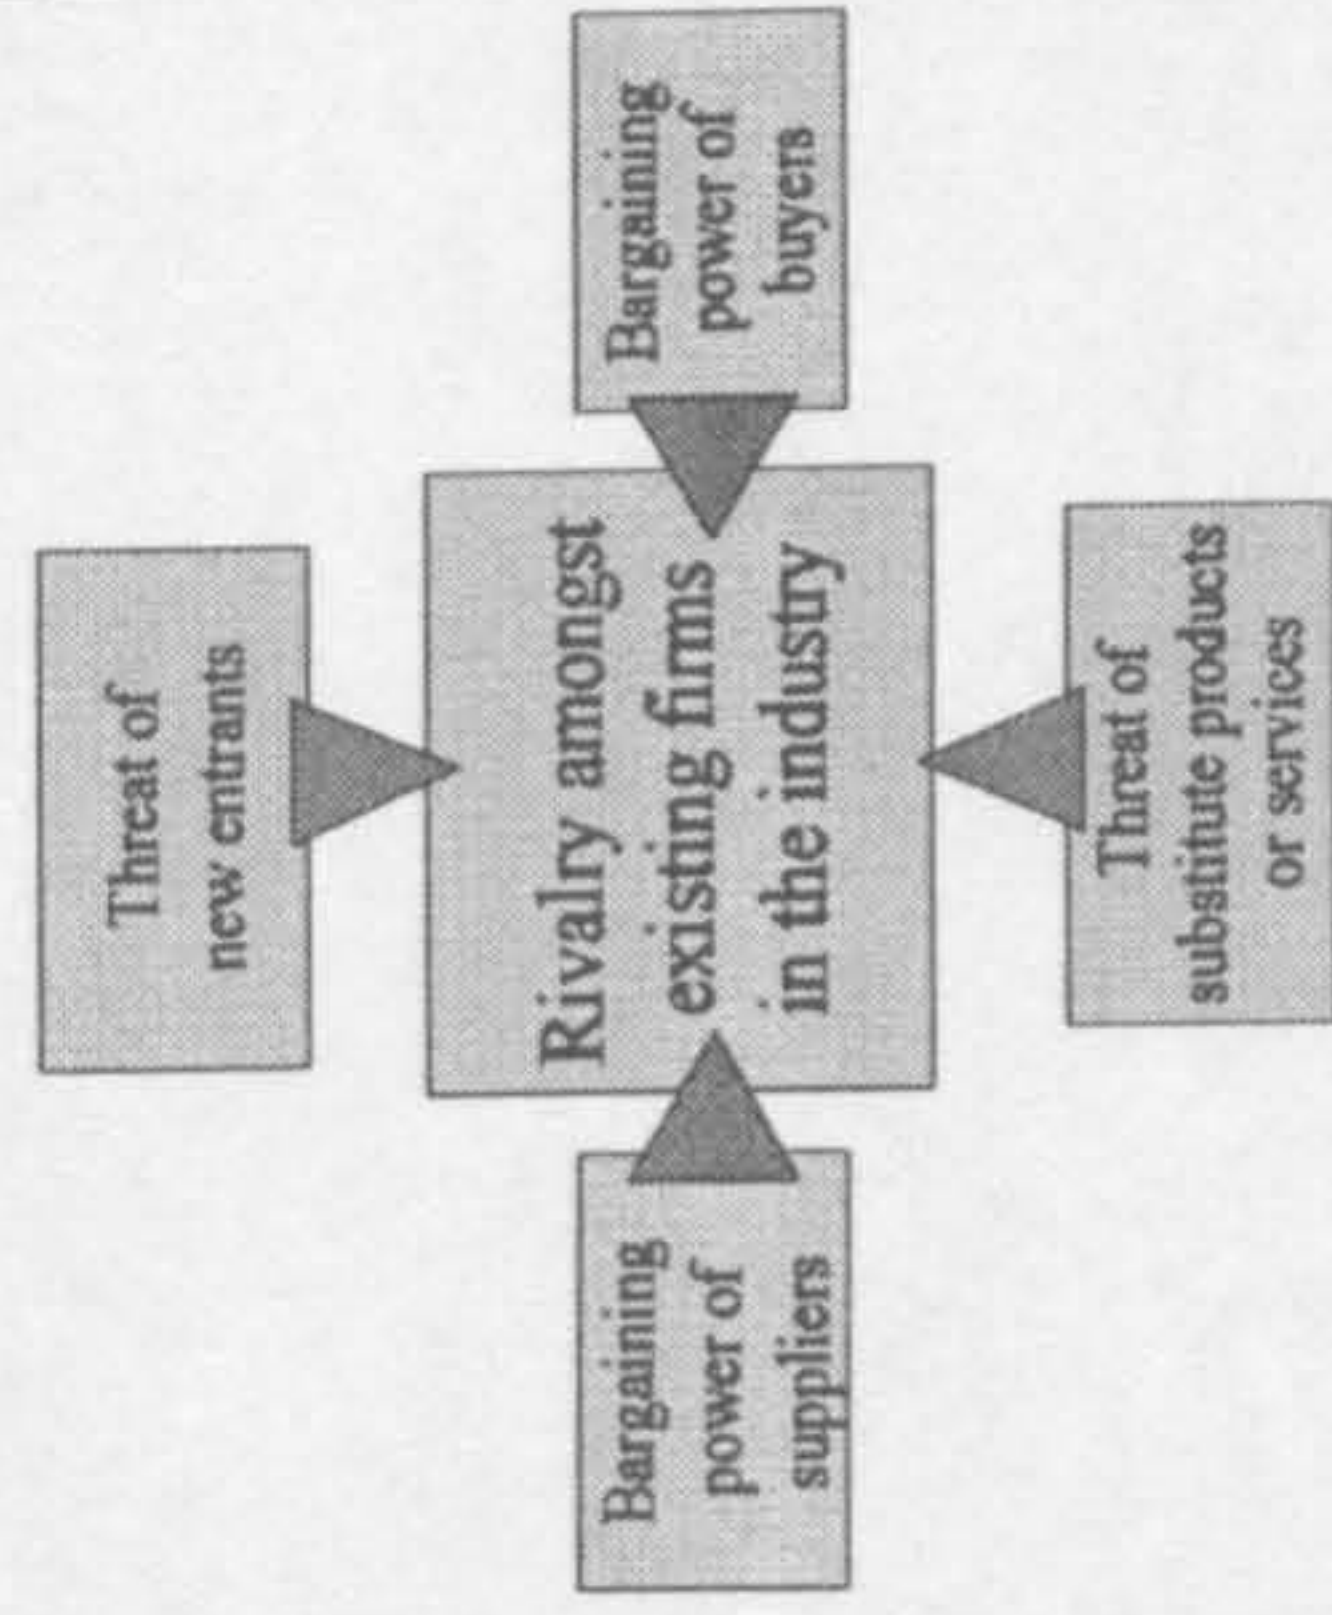 Threat of
new entrants
Bargaining
power of
suppliers
Rivalry amongst
existing firms
in the industry
Bargaining
power of
buyers
Threat of
substitute products
or services